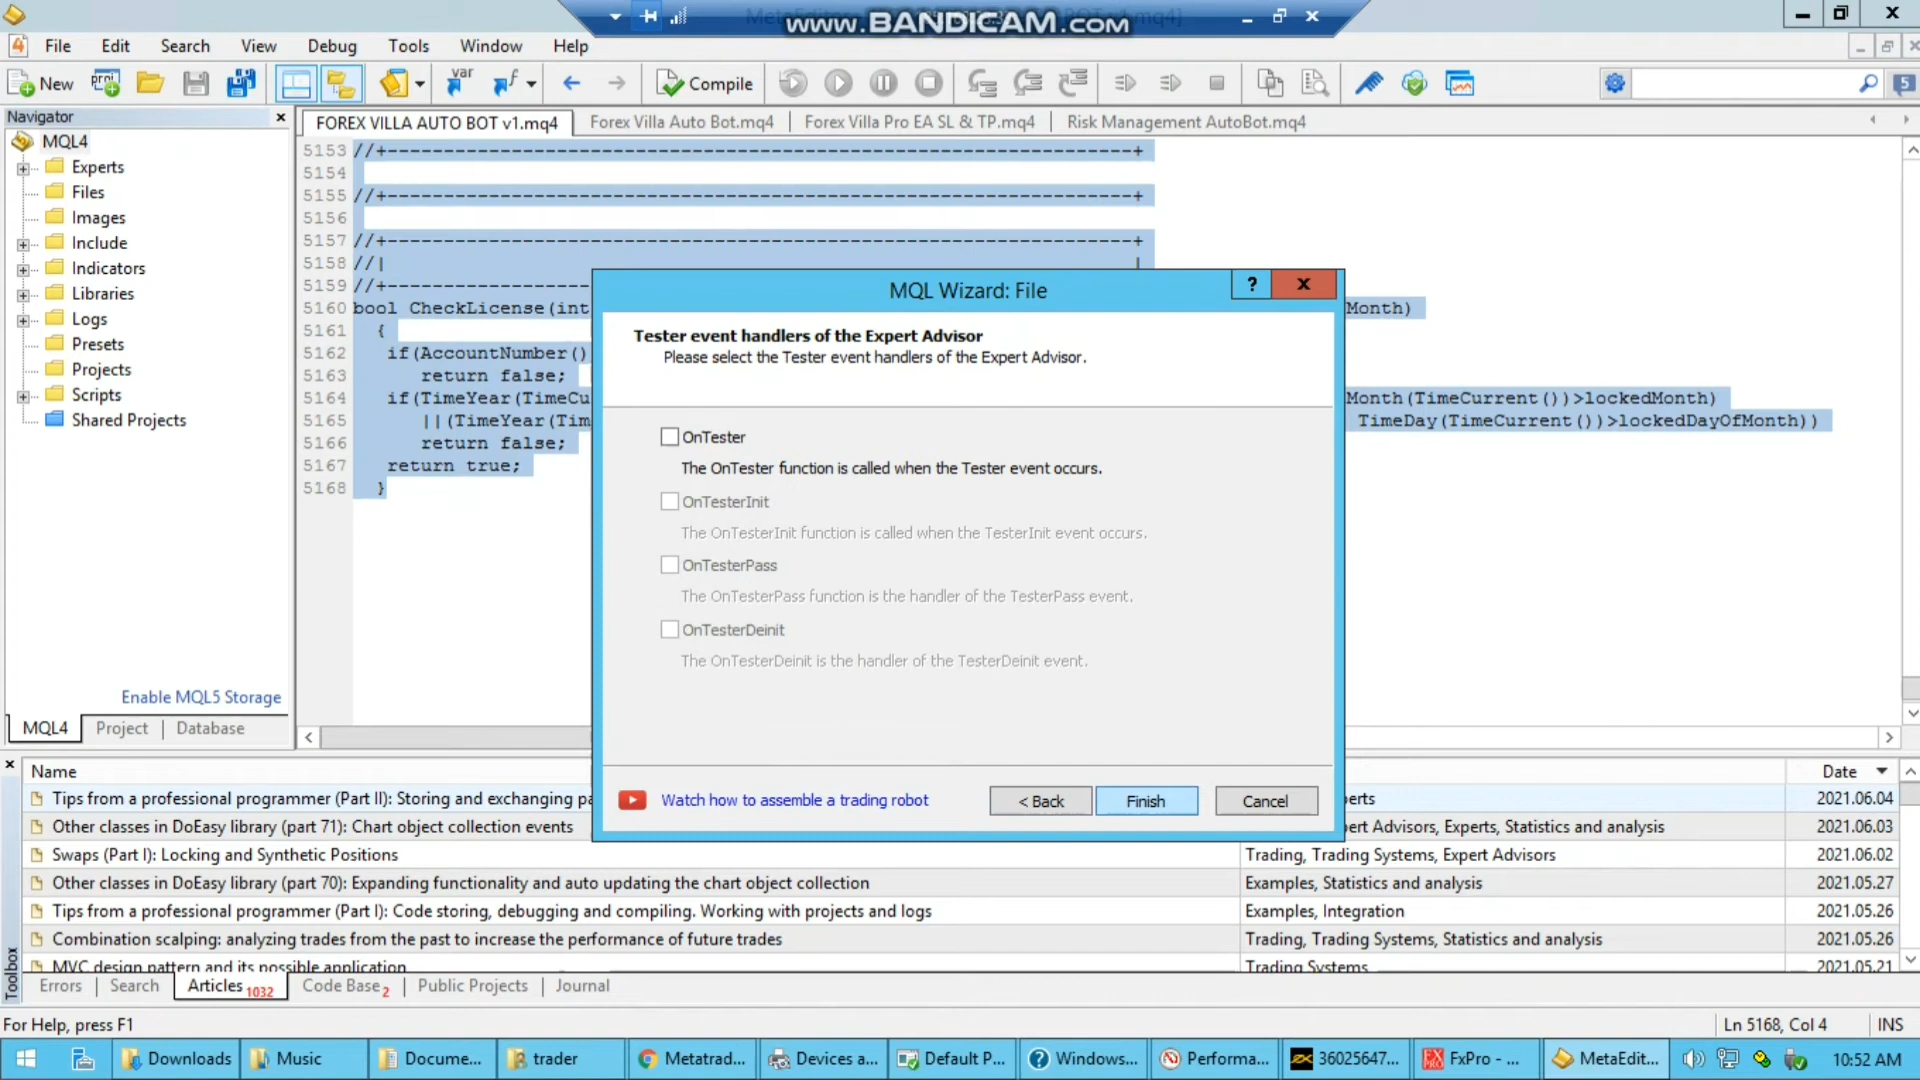 www.BANDICAM.com
File Edit Search View Debug Tools Window Help
New Compile
Navigator
FOREX VILLA AUTO BOT v1.mq4 Forex Villa Auto Bot.mq4 Forex Villa Pro EA SL & TP.mq4 Risk Management AutoBot.mq4
MQL4
Experts
Files
Images
Include
Indicators
Libraries
Logs
Presets
Projects
Scripts
Shared Projects
Enable MQL5 Storage
MQL4 Project Database
5153 //+------------------------------------------------------------------+
5154
5155 //+------------------------------------------------------------------+
5156
5157 //+------------------------------------------------------------------+
5158 //| |
5159 //+------------------
5160 bool CheckLicense(int Month)
5161 {
5162 if(AccountNumber()
5163 return false;
5164 if(TimeYear(TimeCu Month(TimeCurrent())>lockedMonth)
5165 ||(TimeYear(Tim TimeDay(TimeCurrent())>lockedDayOfMonth))
5166 return false;
5167 return true;
5168 }
MQL Wizard: File
? x
Tester event handlers of the Expert Advisor
Please select the Tester event handlers of the Expert Advisor.
OnTester
The OnTester function is called when the Tester event occurs.
OnTesterInit
The OnTesterInit function is called when the TesterInit event occurs.
OnTesterPass
The OnTesterPass function is the handler of the TesterPass event.
OnTesterDeinit
The OnTesterDeinit is the handler of the TesterDeinit event.
Watch how to assemble a trading robot < Back Finish Cancel
Name Date
Tips from a professional programmer (Part II): Storing and exchanging pa erts 2021.06.04
Other classes in DoEasy library (part 71): Chart object collection events ert Advisors, Experts, Statistics and analysis 2021.06.03
Swaps (Part I): Locking and Synthetic Positions Trading, Trading Systems, Expert Advisors 2021.06.02
Other classes in DoEasy library (part 70): Expanding functionality and auto updating the chart object collection Examples, Statistics and analysis 2021.05.27
Tips from a professional programmer (Part I): Code storing, debugging and compiling. Working with projects and logs Examples, Integration 2021.05.26
Combination scalping: analyzing trades from the past to increase the performance of future trades Trading, Trading Systems, Statistics and analysis 2021.05.26
MVC design pattern and its possible application Trading Systems 2021.05.21
Toolbox
Errors Search Articles 1032 Code Base 2 Public Projects Journal
For Help, press F1 Ln 5168, Col 4 INS
Downloads Music Docume... trader Metatrad... Devices a... Default P... Windows... Performa... 36025647... FxPro - ... MetaEdit... 10:52 AM